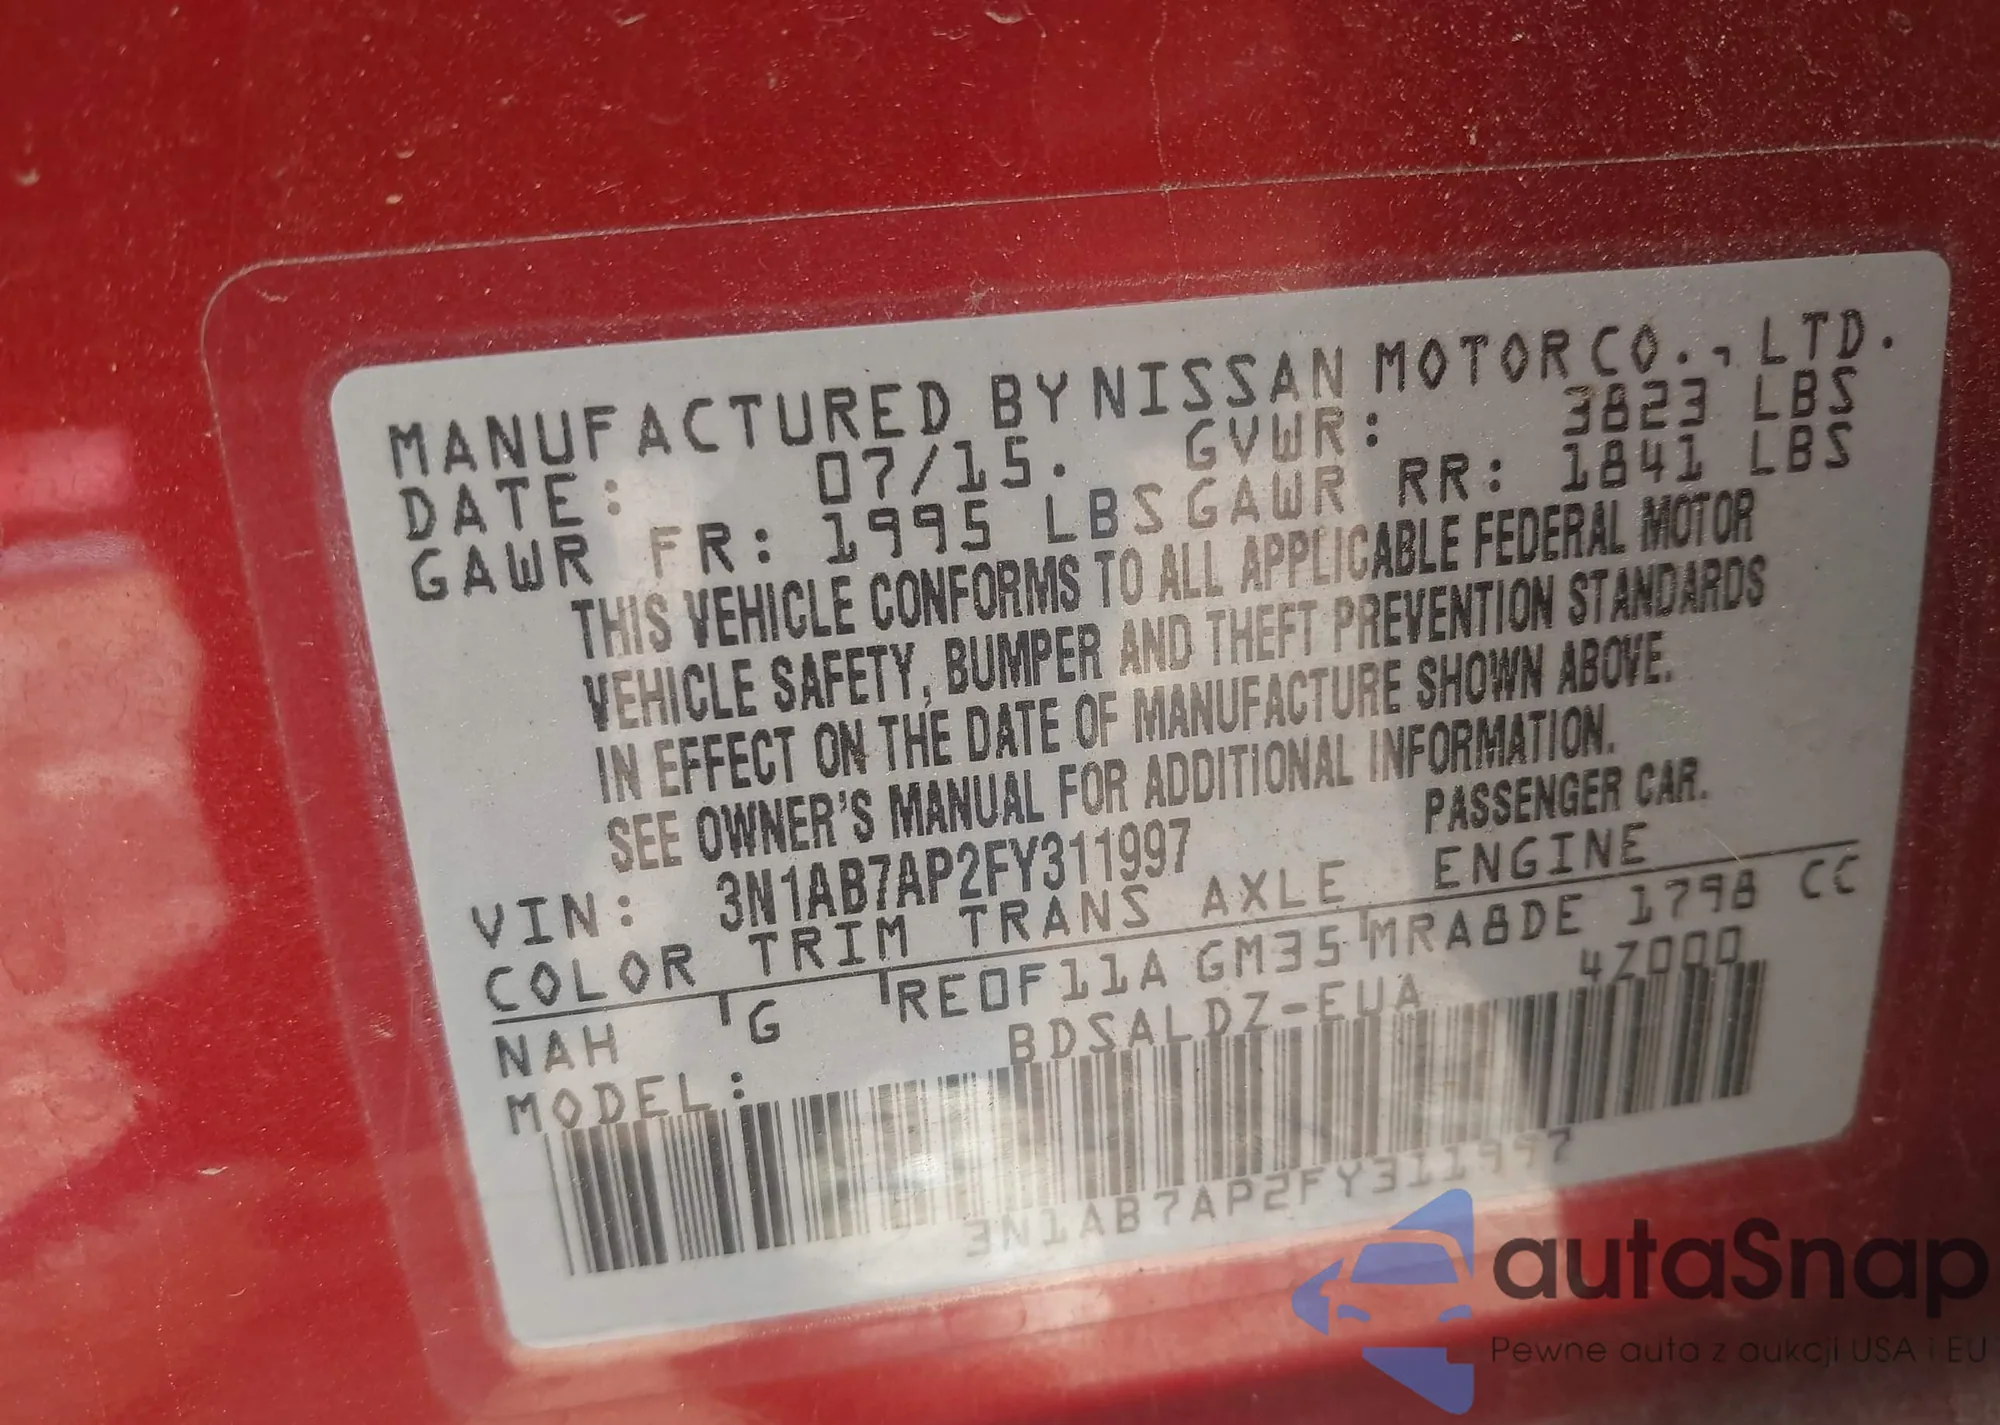 MANUFACTURED BY NISSAN MOTOR CO., LTD.
DATE: 07/15. GVWR: 3823 LBS
GAWR FR: 1995 LBS GAWR RR: 1841 LBS
THIS VEHICLE CONFORMS TO ALL APPLICABLE FEDERAL MOTOR
VEHICLE SAFETY, BUMPER AND THEFT PREVENTION STANDARDS
IN EFFECT ON THE DATE OF MANUFACTURE SHOWN ABOVE.
SEE OWNER'S MANUAL FOR ADDITIONAL INFORMATION.
VIN: 3N1AB7AP2FY311997 PASSENGER CAR.
COLOR TRIM TRANS AXLE ENGINE
NAH G RE0F11A GM35 MRA8DE 1798 CC
MODEL: BDSALDZ-EUA 4Z000
3N1AB7AP2FY311997
autaSnap
Pewne auta z aukcji USA i EU